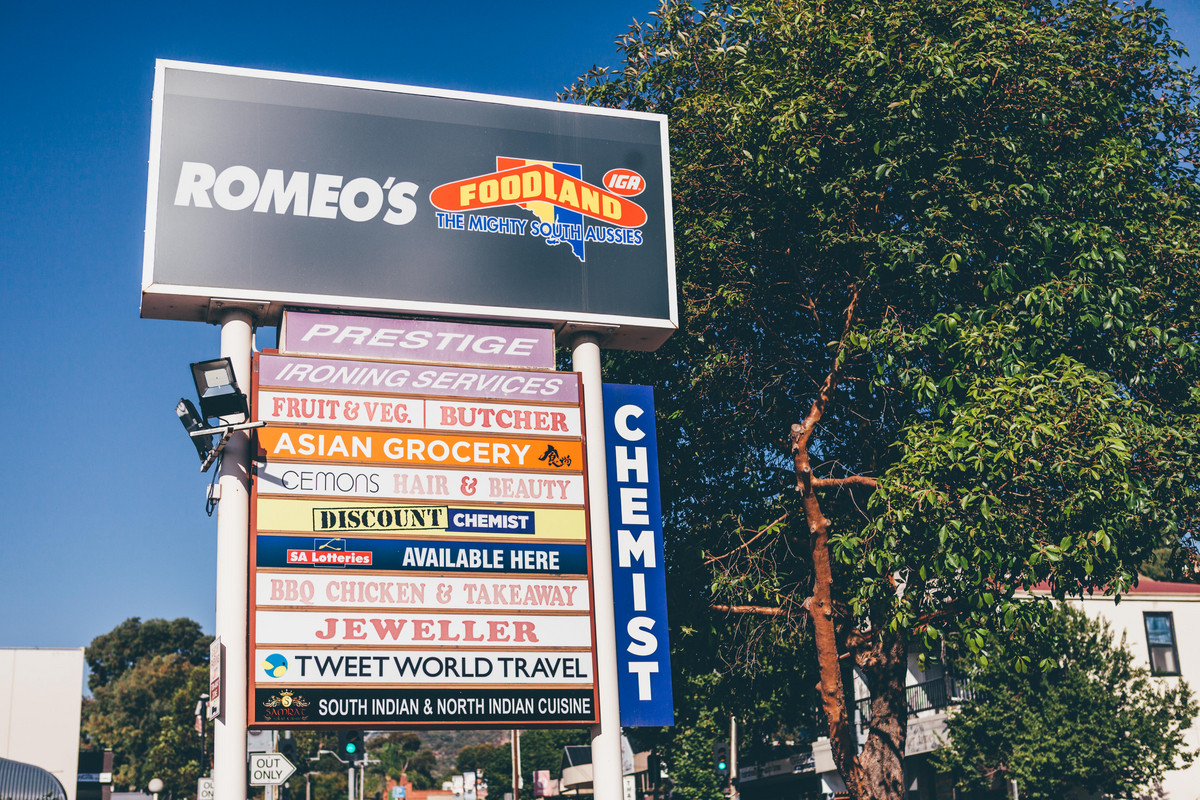 ROMEO'S
FOODLAND
IGA
THE MIGHTY SOUTH AUSSIES
PRESTIGE
IRONING SERVICES
FRUIT & VEG. BUTCHER
ASIAN GROCERY
CEMONS HAIR & BEAUTY
DISCOUNT CHEMIST
SA Lotteries AVAILABLE HERE
BBQ CHICKEN & TAKEAWAY
JEWELLER
TWEET WORLD TRAVEL
SAMRAT SOUTH INDIAN & NORTH INDIAN CUISINE
CHEMIST
OUT
ONLY